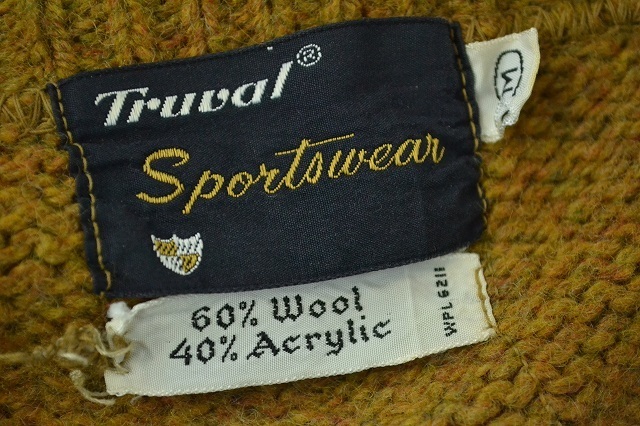 Truval®
Sportswear
M
60% Wool
40% Acrylic
WPL 6211